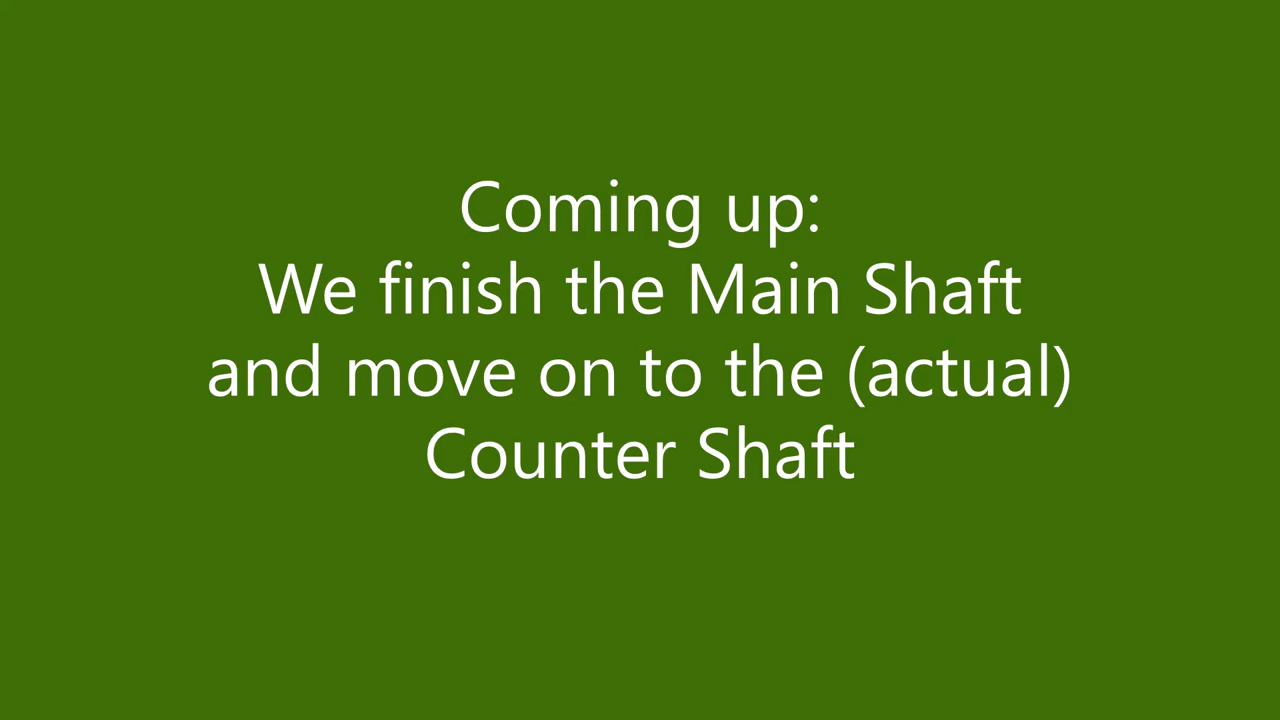 Coming up:
We finish the Main Shaft
and move on to the (actual)
Counter Shaft